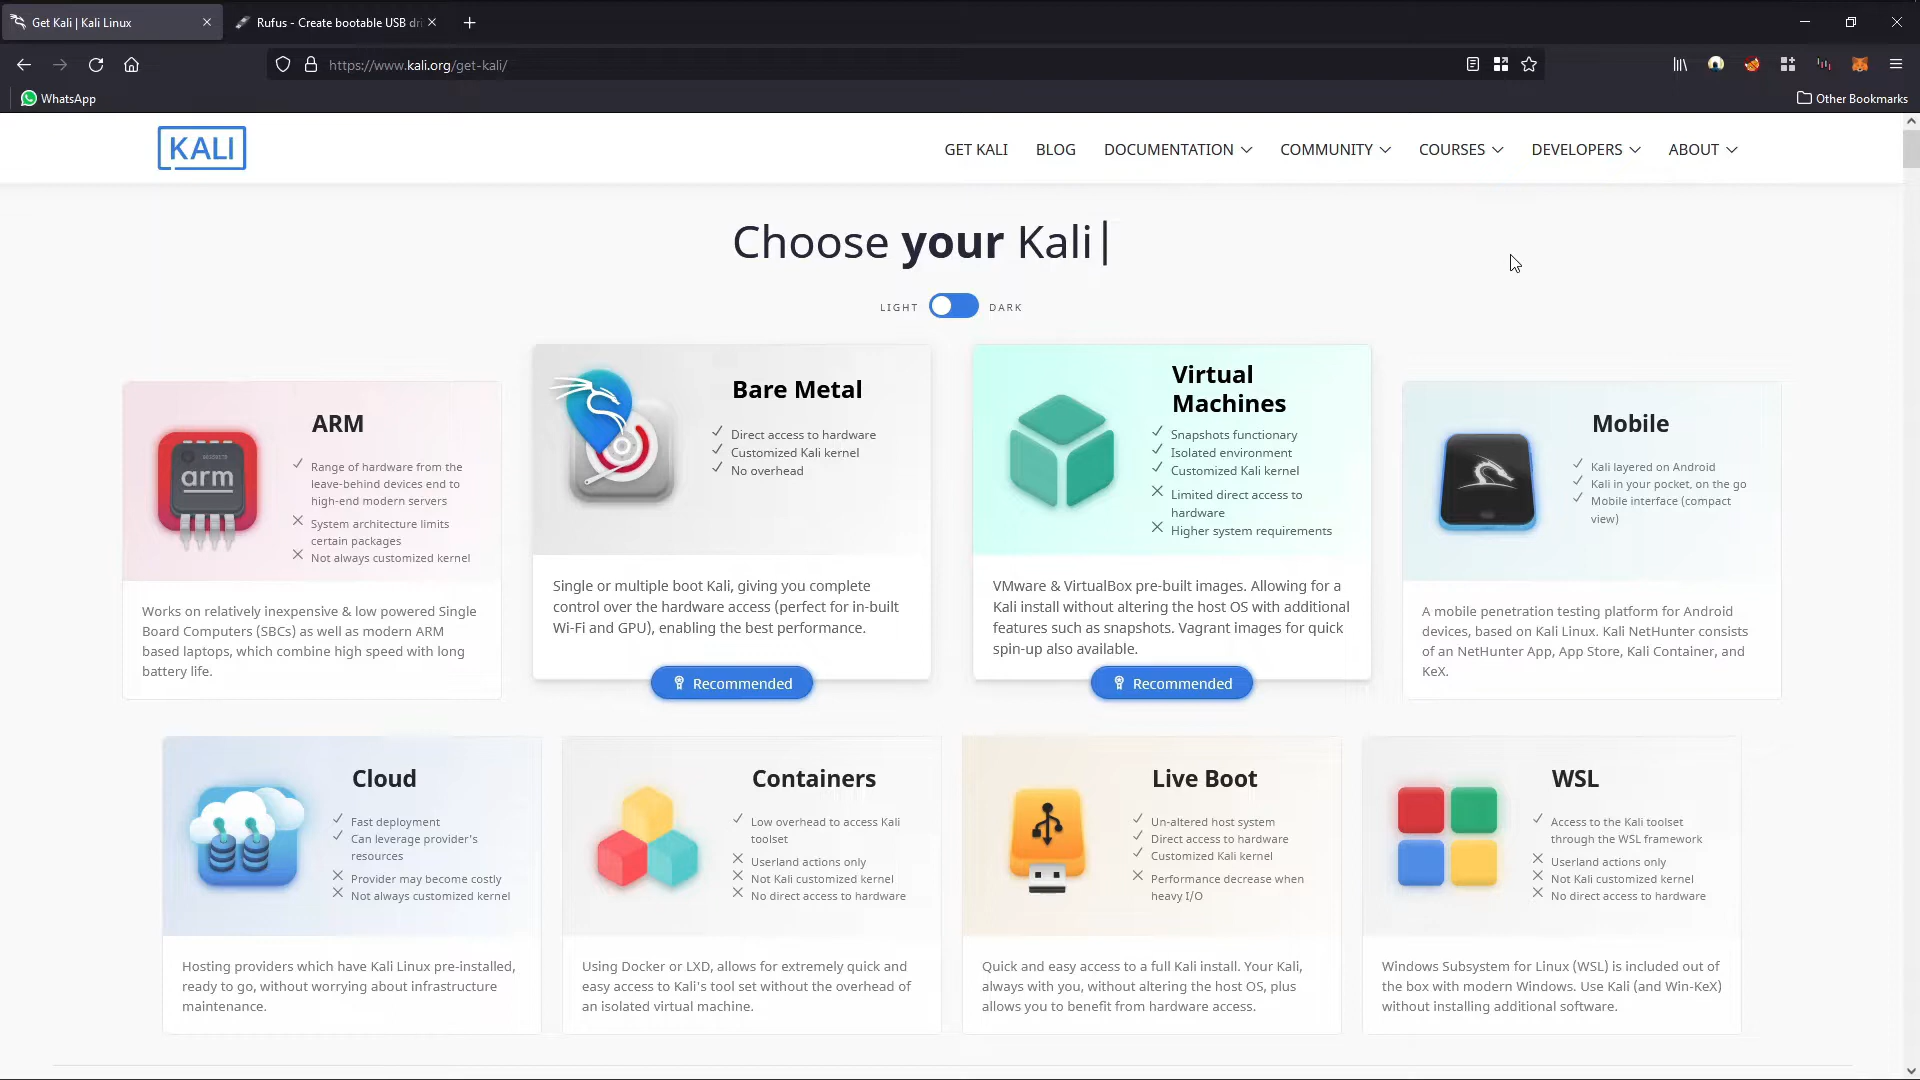 Get Kali | Kali Linux
Rufus - Create bootable USB dri
https://www.kali.org/get-kali/
WhatsApp
Other Bookmarks
KALI
GET KALI
BLOG
DOCUMENTATION
COMMUNITY
COURSES
DEVELOPERS
ABOUT
Choose your Kali|
LIGHT
DARK
ARM
arm
Range of hardware from the
leave-behind devices end to
high-end modern servers
System architecture limits
certain packages
Not always customized kernel
Works on relatively inexpensive & low powered Single
Board Computers (SBCs) as well as modern ARM
based laptops, which combine high speed with long
battery life.
Bare Metal
Direct access to hardware
Customized Kali kernel
No overhead
Single or multiple boot Kali, giving you complete
control over the hardware access (perfect for in-built
Wi-Fi and GPU), enabling the best performance.
Recommended
Virtual
Machines
Snapshots functionary
Isolated environment
Customized Kali kernel
Limited direct access to
hardware
Higher system requirements
VMware & VirtualBox pre-built images. Allowing for a
Kali install without altering the host OS with additional
features such as snapshots. Vagrant images for quick
spin-up also available.
Recommended
Mobile
Kali layered on Android
Kali in your pocket, on the go
Mobile interface (compact
view)
A mobile penetration testing platform for Android
devices, based on Kali Linux. Kali NetHunter consists
of an NetHunter App, App Store, Kali Container, and
KeX.
Cloud
Fast deployment
Can leverage provider's
resources
Provider may become costly
Not always customized kernel
Hosting providers which have Kali Linux pre-installed,
ready to go, without worrying about infrastructure
maintenance.
Containers
Low overhead to access Kali
toolset
Userland actions only
Not Kali customized kernel
No direct access to hardware
Using Docker or LXD, allows for extremely quick and
easy access to Kali's tool set without the overhead of
an isolated virtual machine.
Live Boot
Un-altered host system
Direct access to hardware
Customized Kali kernel
Performance decrease when
heavy I/O
Quick and easy access to a full Kali install. Your Kali,
always with you, without altering the host OS, plus
allows you to benefit from hardware access.
WSL
Access to the Kali toolset
through the WSL framework
Userland actions only
Not Kali customized kernel
No direct access to hardware
Windows Subsystem for Linux (WSL) is included out of
the box with modern Windows. Use Kali (and Win-KeX)
without installing additional software.